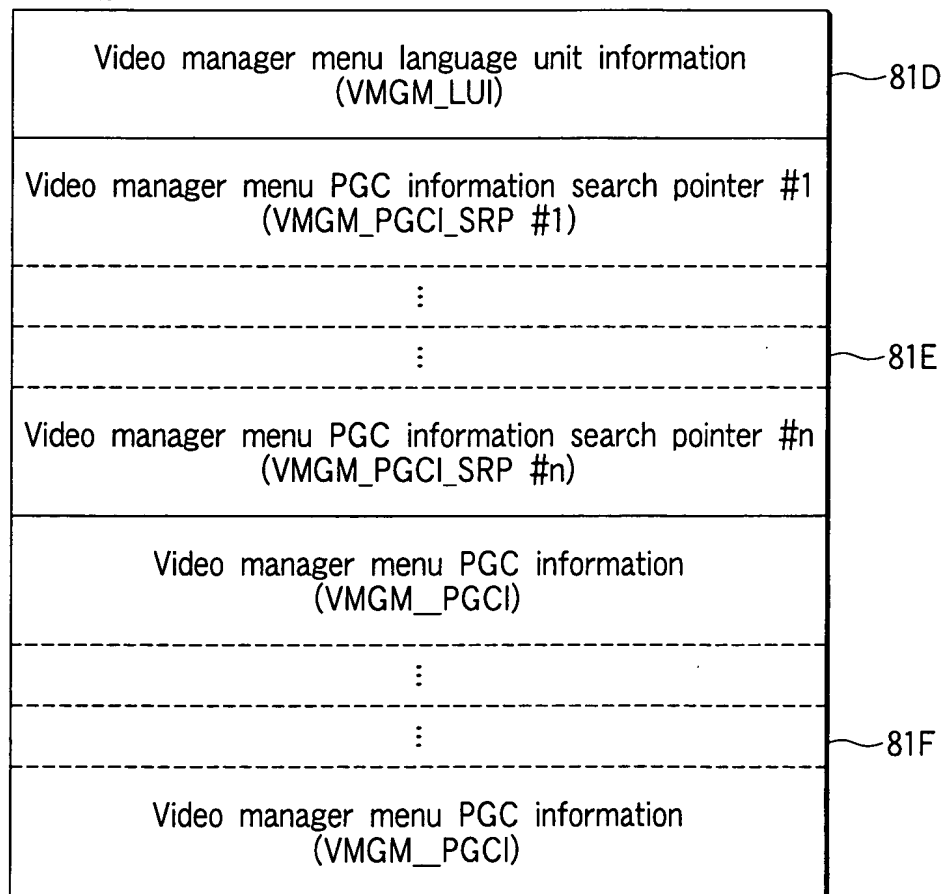 Video manager menu language unit information
(VMGM_LUI)
81D
Video manager menu PGC information search pointer #1
(VMGM_PGCI_SRP #1)
⋮
⋮
81E
Video manager menu PGC information search pointer #n
(VMGM_PGCI_SRP #n)
Video manager menu PGC information
(VMGM__PGCI)
⋮
⋮
81F
Video manager menu PGC information
(VMGM__PGCI)